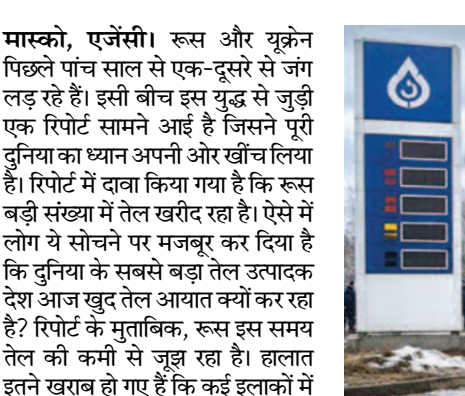 मास्को, एजेंसी। रूस और यूक्रेन
पिछले पांच साल से एक-दूसरे से जंग
लड़ रहे हैं। इसी बीच इस युद्ध से जुड़ी
एक रिपोर्ट सामने आई है जिसने पूरी
दुनिया का ध्यान अपनी ओर खींच लिया
है। रिपोर्ट में दावा किया गया है कि रूस
बड़ी संख्या में तेल खरीद रहा है। ऐसे में
लोग ये सोचने पर मजबूर कर दिया है
कि दुनिया के सबसे बड़ा तेल उत्पादक
देश आज खुद तेल आयात क्यों कर रहा
है? रिपोर्ट के मुताबिक, रूस इस समय
तेल की कमी से जूझ रहा है। हालात
इतने खराब हो गए हैं कि कई इलाकों में